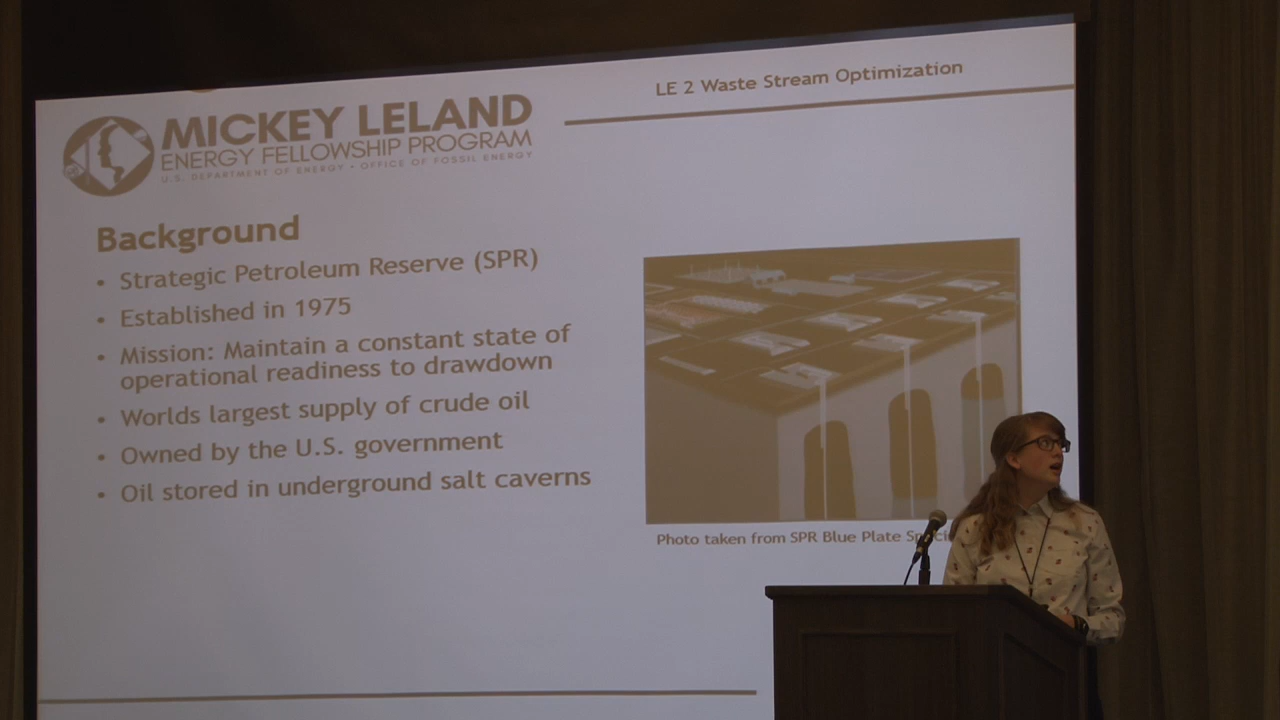 LE 2 Waste Stream Optimization
MICKEY LELAND
ENERGY FELLOWSHIP PROGRAM
U.S. DEPARTMENT OF ENERGY • OFFICE OF FOSSIL ENERGY
Background
• Strategic Petroleum Reserve (SPR)
• Established in 1975
• Mission: Maintain a constant state of
operational readiness to drawdown
• Worlds largest supply of crude oil
• Owned by the U.S. government
• Oil stored in underground salt caverns
Photo taken from SPR Blue Plate